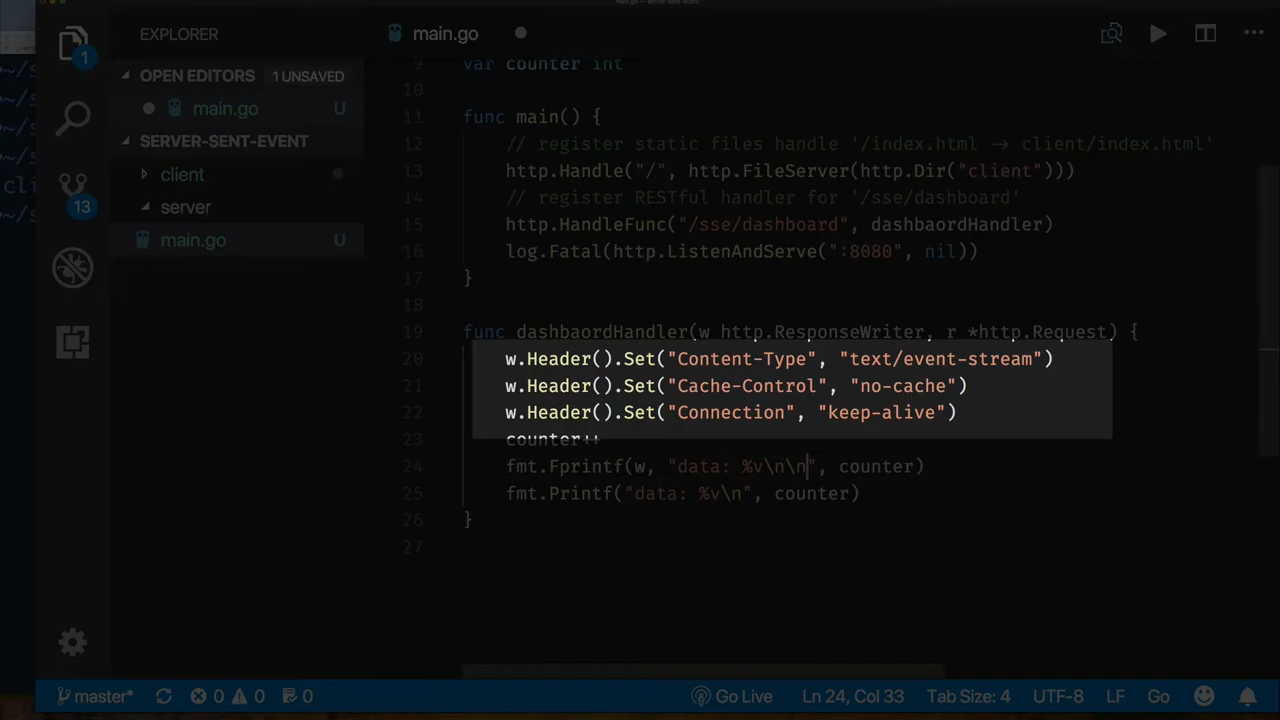 EXPLORER
main.go
1
OPEN EDITORS 1 UNSAVED
main.go U
SERVER-SENT-EVENT
client
server
main.go U
13
9 var counter int
10
11 func main() {
12 // register static files handle '/index.html -> client/index.html'
13 http.Handle("/", http.FileServer(http.Dir("client")))
14 // register RESTful handler for '/sse/dashboard'
15 http.HandleFunc("/sse/dashboard", dashbaordHandler)
16 log.Fatal(http.ListenAndServe(":8080", nil))
17 }
18
19 func dashbaordHandler(w http.ResponseWriter, r *http.Request) {
20 w.Header().Set("Content-Type", "text/event-stream")
21 w.Header().Set("Cache-Control", "no-cache")
22 w.Header().Set("Connection", "keep-alive")
23 counter++
24 fmt.Fprintf(w, "data: %v\n\n", counter)
25 fmt.Printf("data: %v\n", counter)
26 }
27
master* 0 0 0 Go Live Ln 24, Col 33 Tab Size: 4 UTF-8 LF Go